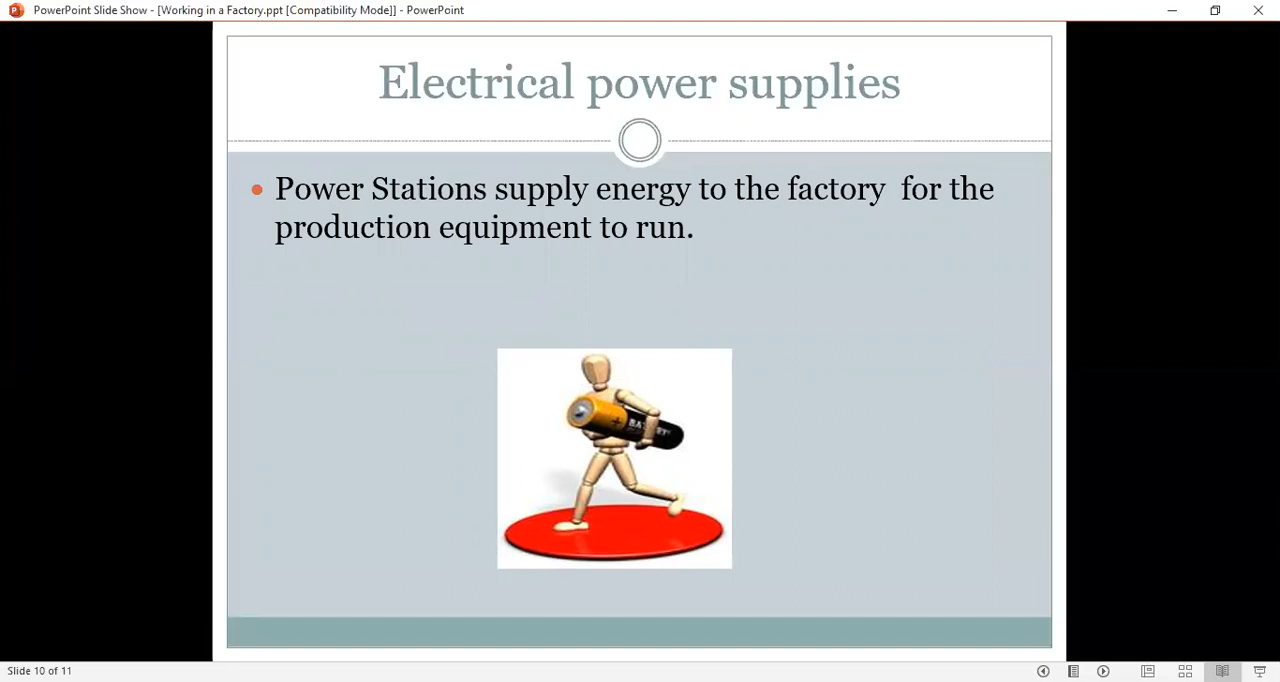 PowerPoint Slide Show - [Working in a Factory.ppt [Compatibility Mode]] - PowerPoint
Electrical power supplies
Power Stations supply energy to the factory  for the
production equipment to run.
Slide 10 of 11